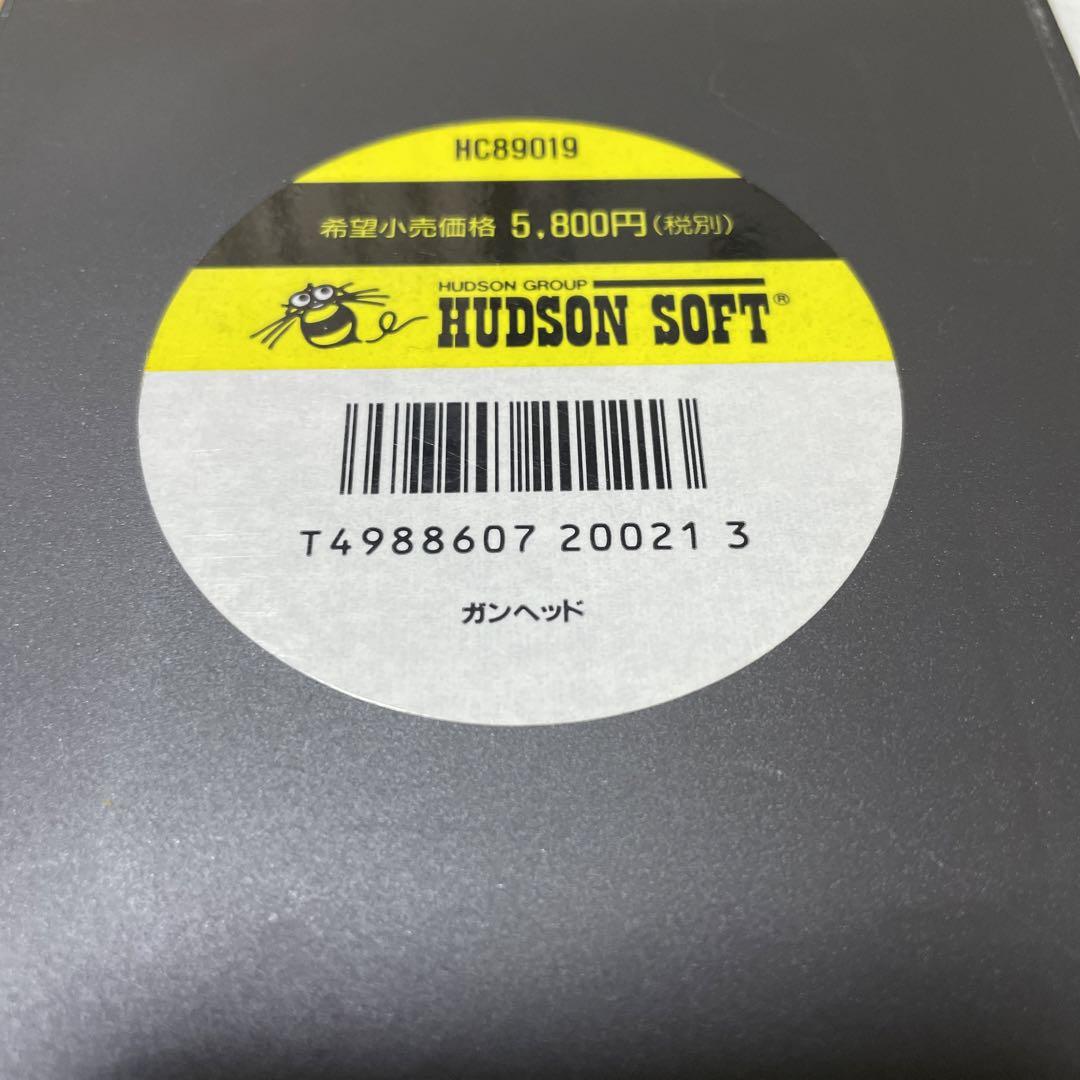 HC89019
希望小売価格 5,800円(税別)
HUDSON GROUP
HUDSON SOFT®
T4988607 20021 3
ガンヘッド